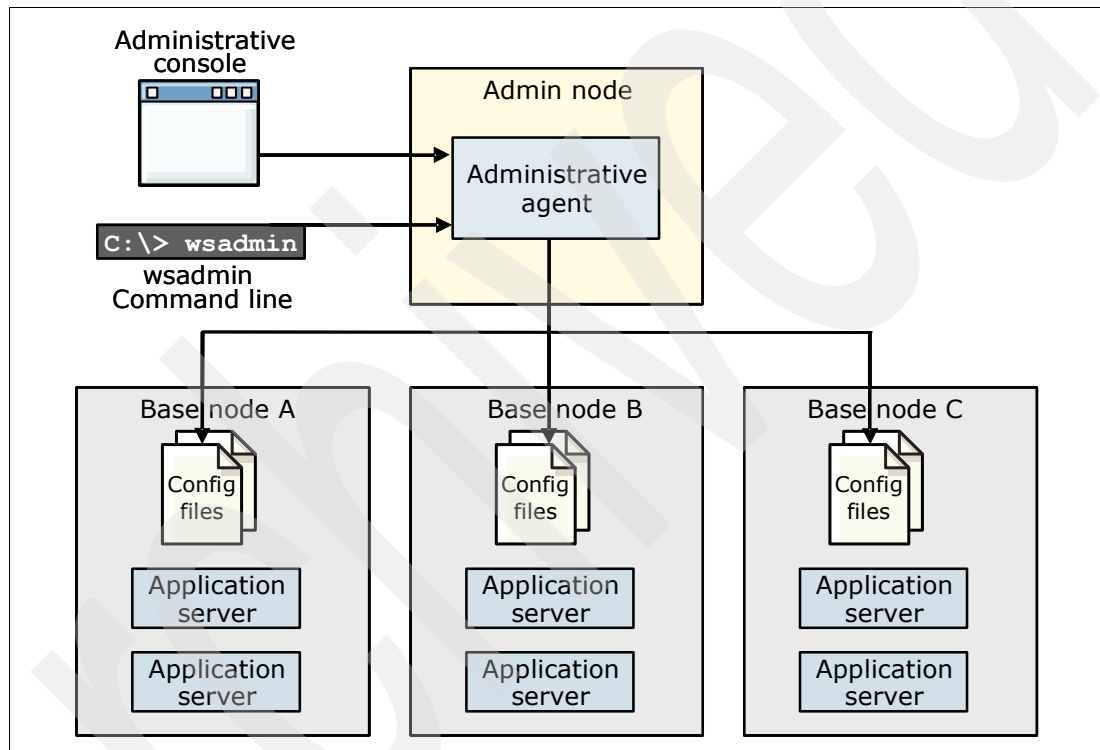 Administrative
console
Admin node
Administrative
agent
C:\> wsadmin
wsadmin
Command line
Base node A
Config
files
Application
server
Application
server
Base node B
Config
files
Application
server
Application
server
Base node C
Config
files
Application
server
Application
server